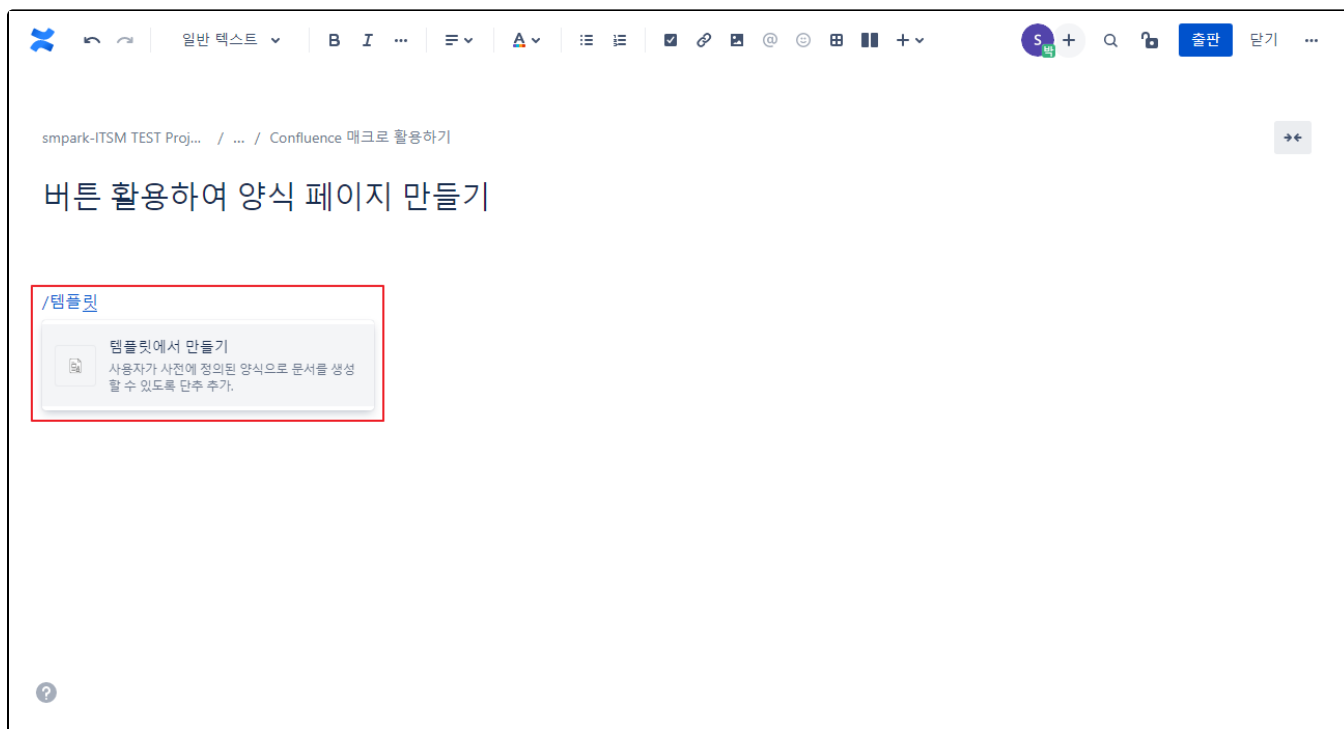 일반 텍스트 B I ··· A @ + S 박 + 출판 닫기 ···
smpark-ITSM TEST Proj... / ... / Confluence 매크로 활용하기
버튼 활용하여 양식 페이지 만들기
/템플릿
템플릿에서 만들기
사용자가 사전에 정의된 양식으로 문서를 생성
할 수 있도록 단추 추가.
?